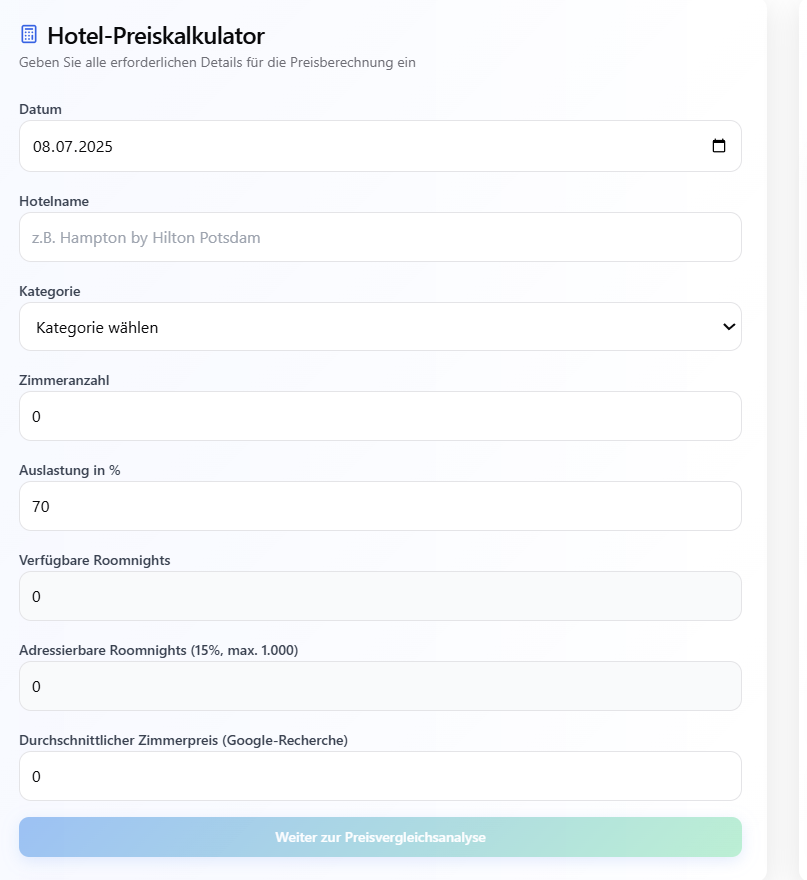 Hotel-Preiskalkulator
Geben Sie alle erforderlichen Details für die Preisberechnung ein
Datum
08.07.2025
Hotelname
z.B. Hampton by Hilton Potsdam
Kategorie
Kategorie wählen
Zimmeranzahl
0
Auslastung in %
70
Verfügbare Roomnights
0
Adressierbare Roomnights (15%, max. 1.000)
0
Durchschnittlicher Zimmerpreis (Google-Recherche)
0
Weiter zur Preisvergleichsanalyse